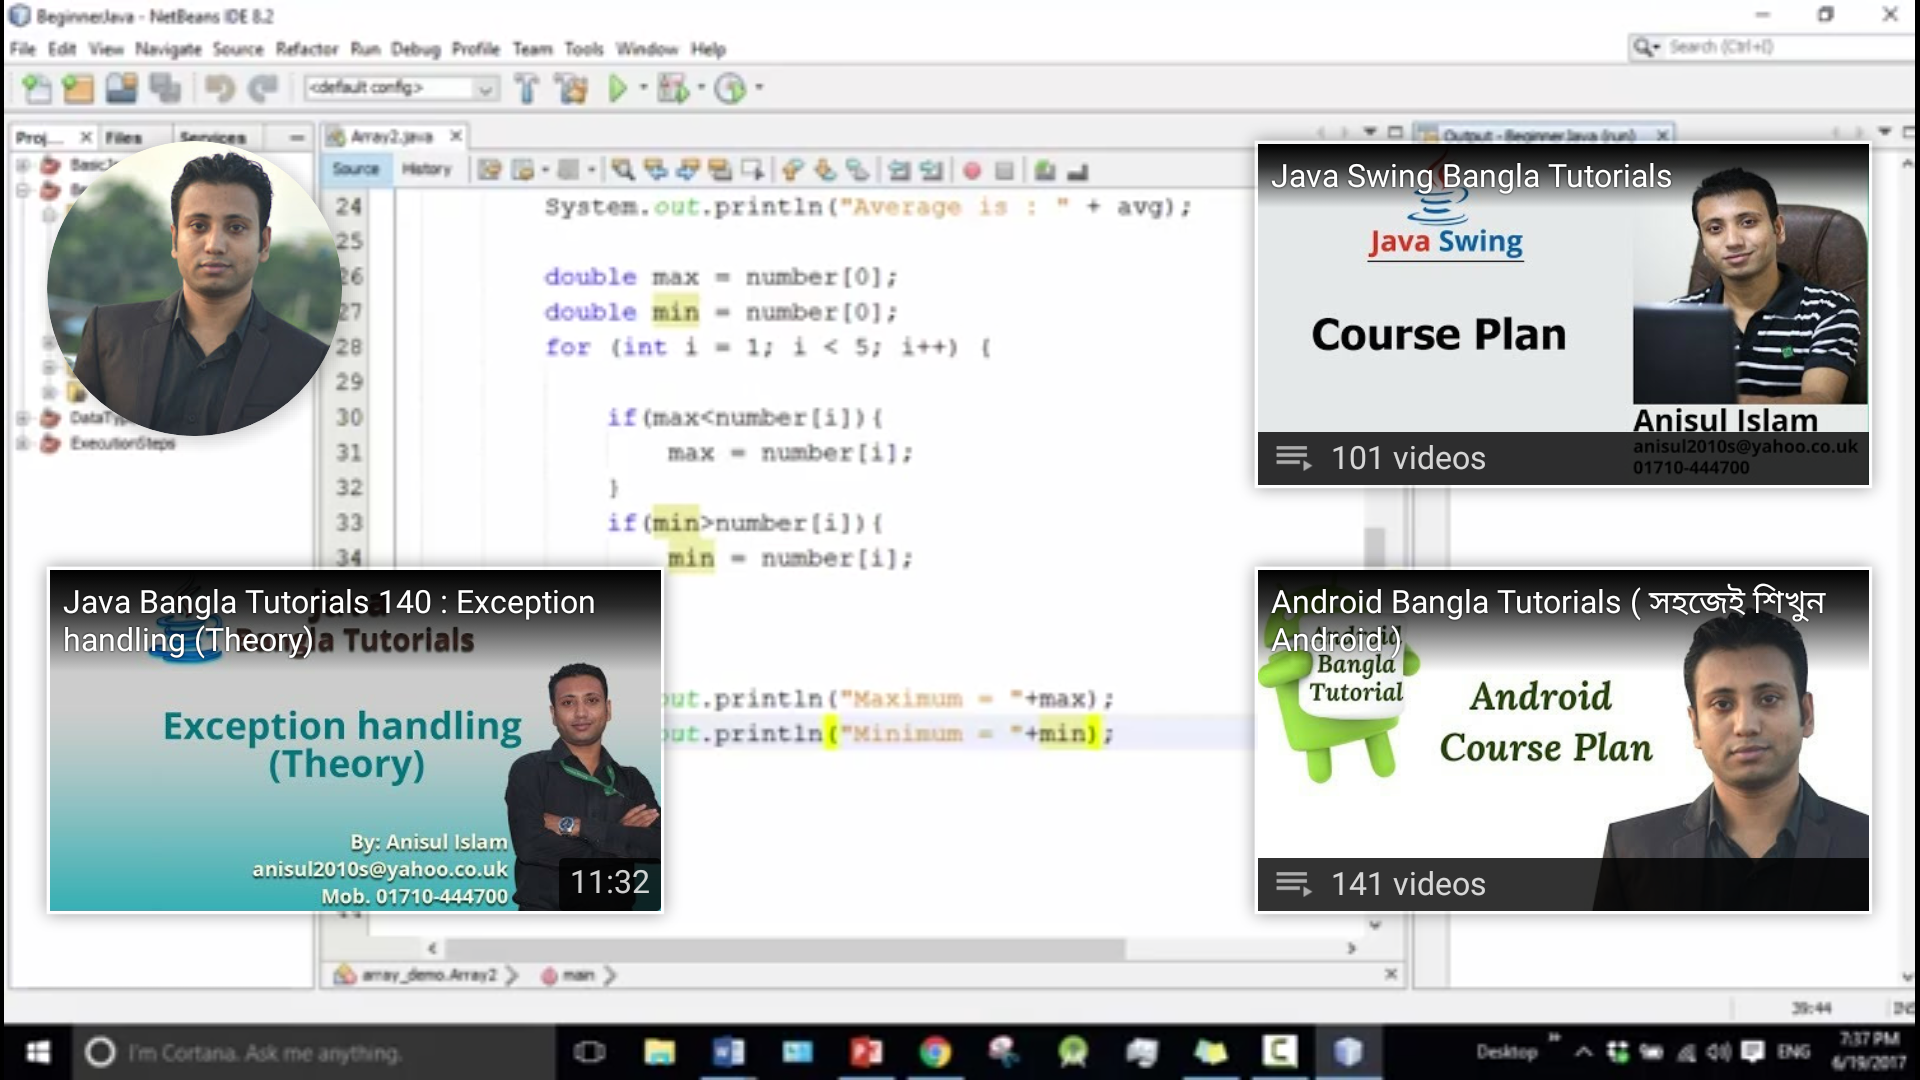 BeginnerJava - NetBeans IDE 8.2
File Edit View Navigate Source Refactor Run Debug Profile Team Tools Window Help
Search (Ctrl+I)
<default config>
Proj... Files Services
Array2.java
Output - BeginnerJava (run)
Source History
24 System.out.println("Average is : " + avg);
25
26 double max = number[0];
27 double min = number[0];
28 for (int i = 1; i < 5; i++) {
29
30 if(max<number[i]){
31 max = number[i];
32 }
33 if(min>number[i]){
34 min = number[i];
out.println("Maximum = "+max);
out.println("Minimum = "+min);
ExecutionSteps
Java Swing Bangla Tutorials
Java Swing
Course Plan
Anisul Islam
anisul2010s@yahoo.co.uk
01710-444700
101 videos
Java Bangla Tutorials 140 : Exception
handling (Theory)
Bangla Tutorials
Exception handling
(Theory)
By: Anisul Islam
anisul2010s@yahoo.co.uk
Mob. 01710-444700
11:32
Android Bangla Tutorials ( সহজেই শিখুন
Android )
Android
Bangla
Tutorial
Android
Course Plan
141 videos
array_demo.Array2 main
39:44
I'm Cortana. Ask me anything.
Desktop
ENG
7:37 PM
6/19/2017